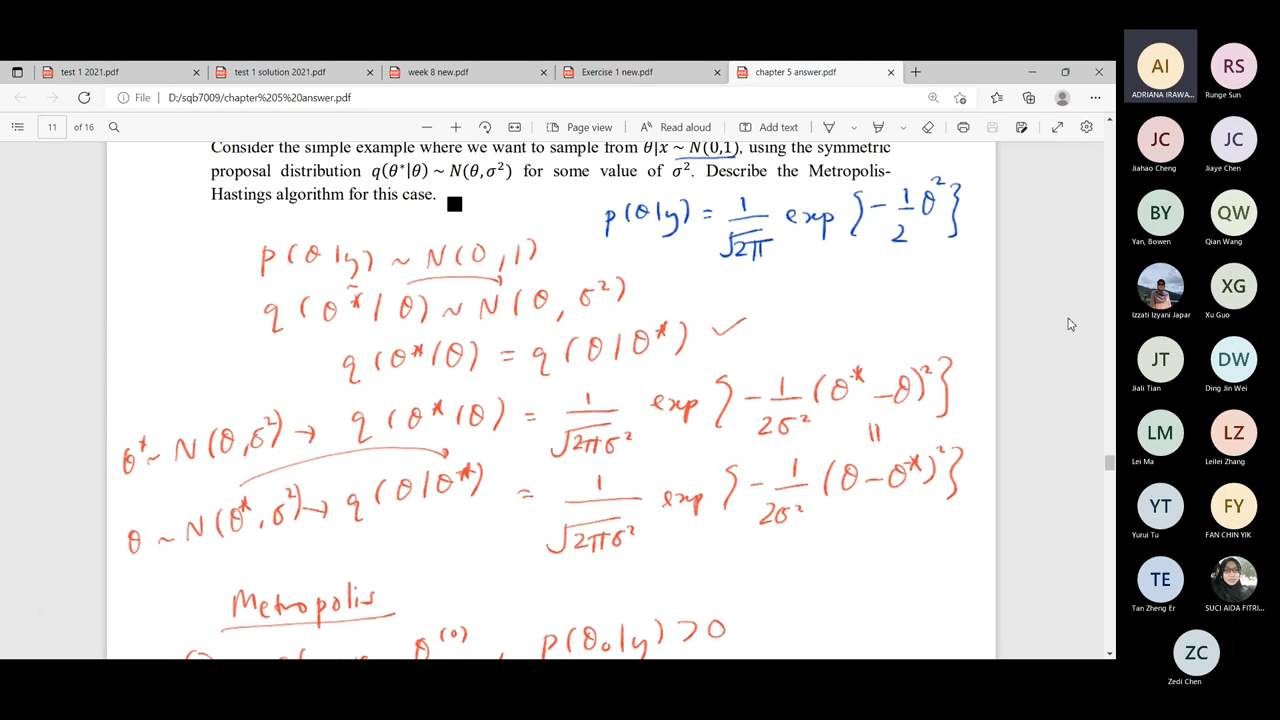 test 1 2021.pdf
test 1 solution 2021.pdf
week 8 new.pdf
Exercise 1 new.pdf
chapter 5 answer.pdf
File D:/sqb7009/chapter%205%20answer.pdf
11 of 16
Page view
Read aloud
Add text
Consider the simple example where we want to sample from θ|x ~ N(0,1), using the symmetric
proposal distribution q(θ*|θ) ~ N(θ, σ²) for some value of σ². Describe the Metropolis-
Hastings algorithm for this case.
p(θ|y) = 1/√2π exp {-1/2 θ²}
p(θ|y) ~ N(0,1)
q(θ*|θ) ~ N(θ, σ²)
q(θ*|θ) = q(θ|θ*) ✓
θ* ~ N(θ,σ²) → q(θ*|θ) = 1/√2πσ² exp {-1/2σ² (θ* - θ)²}
=
θ ~ N(θ*,σ²) → q(θ|θ*) = 1/√2πσ² exp {-1/2σ² (θ - θ*)²}
Metropolis
θ⁽⁰⁾, p(θ₀|y) > 0
AI
ADRIANA IRAWA...
RS
Runge Sun
JC
Jiahao Cheng
JC
Jiaye Chen
BY
Yan, Bowen
QW
Qian Wang
Izzati Izyani Japar
XG
Xu Guo
JT
Jiali Tian
DW
Ding Jin Wei
LM
Lei Ma
LZ
Leilei Zhang
YT
Yurui Tu
FY
FAN CHIN YIK
TE
Tan Zheng Er
SUCI AIDA FITRI...
ZC
Zedi Chen